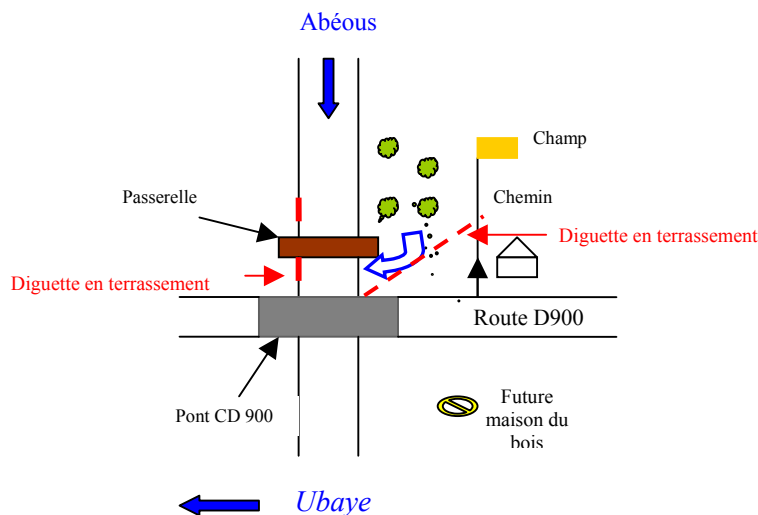 Abéous
Champ
Passerelle
Chemin
Diguette en terrassement
Diguette en terrassement
Route D900
Pont CD 900
Future
maison du
bois
Ubaye